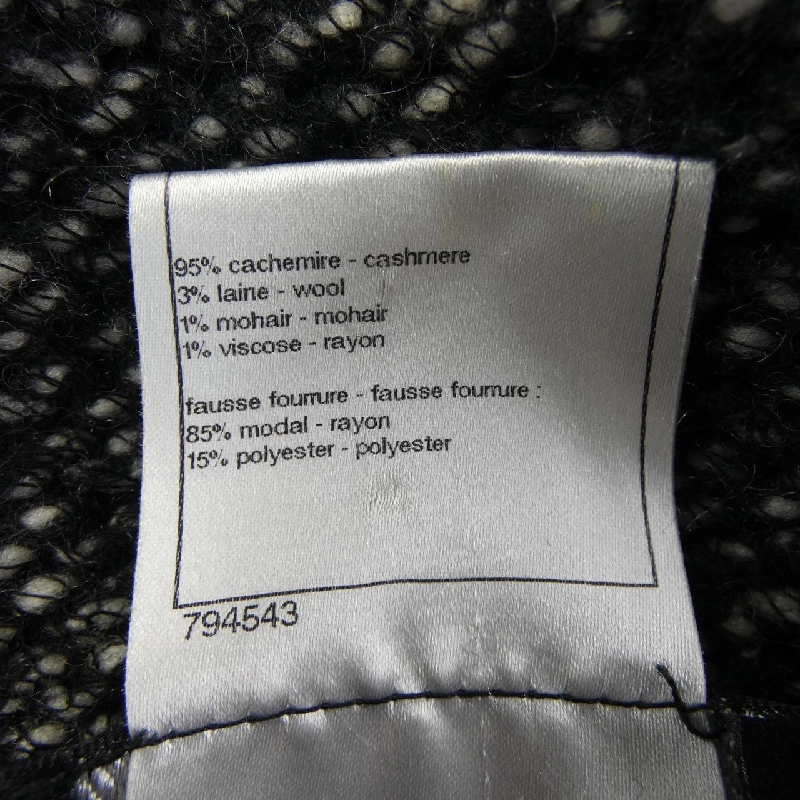 95% cachemire - cashmere
3% laine - wool
1% mohair - mohair
1% viscose - rayon
fausse fourrure - fausse fourrure :
85% modal - rayon
15% polyester - polyester
794543